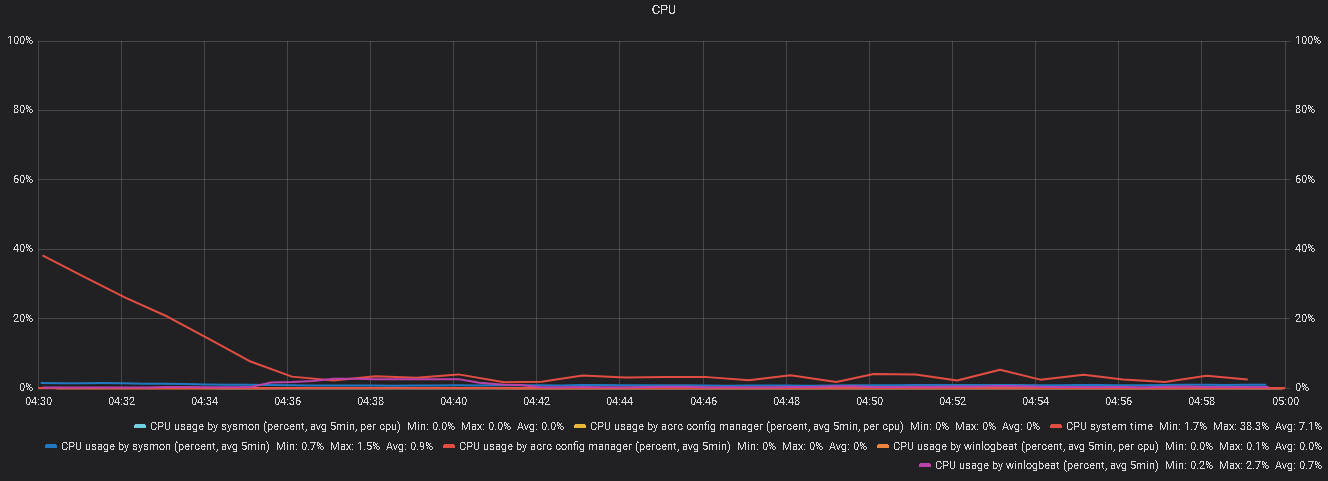 CPU
100% 100%
80% 80%
60% 60%
40% 40%
20% 20%
0% 0%
04:30 04:32 04:34 04:36 04:38 04:40 04:42 04:44 04:46 04:48 04:50 04:52 04:54 04:56 04:58 05:00
CPU usage by sysmon (percent, avg 5min, per cpu) Min: 0.0% Max: 0.0% Avg: 0.0% CPU usage by acrc config manager (percent, avg 5min, per cpu) Min: 0% Max: 0% Avg: 0% CPU system time Min: 1.7% Max: 38.3% Avg: 7.1%
CPU usage by sysmon (percent, avg 5min) Min: 0.7% Max: 1.5% Avg: 0.9% CPU usage by acrc config manager (percent, avg 5min) Min: 0% Max: 0% Avg: 0% CPU usage by winlogbeat (percent, avg 5min, per cpu) Min: 0.0% Max: 0.1% Avg: 0.0%
CPU usage by winlogbeat (percent, avg 5min) Min: 0.2% Max: 2.7% Avg: 0.7%